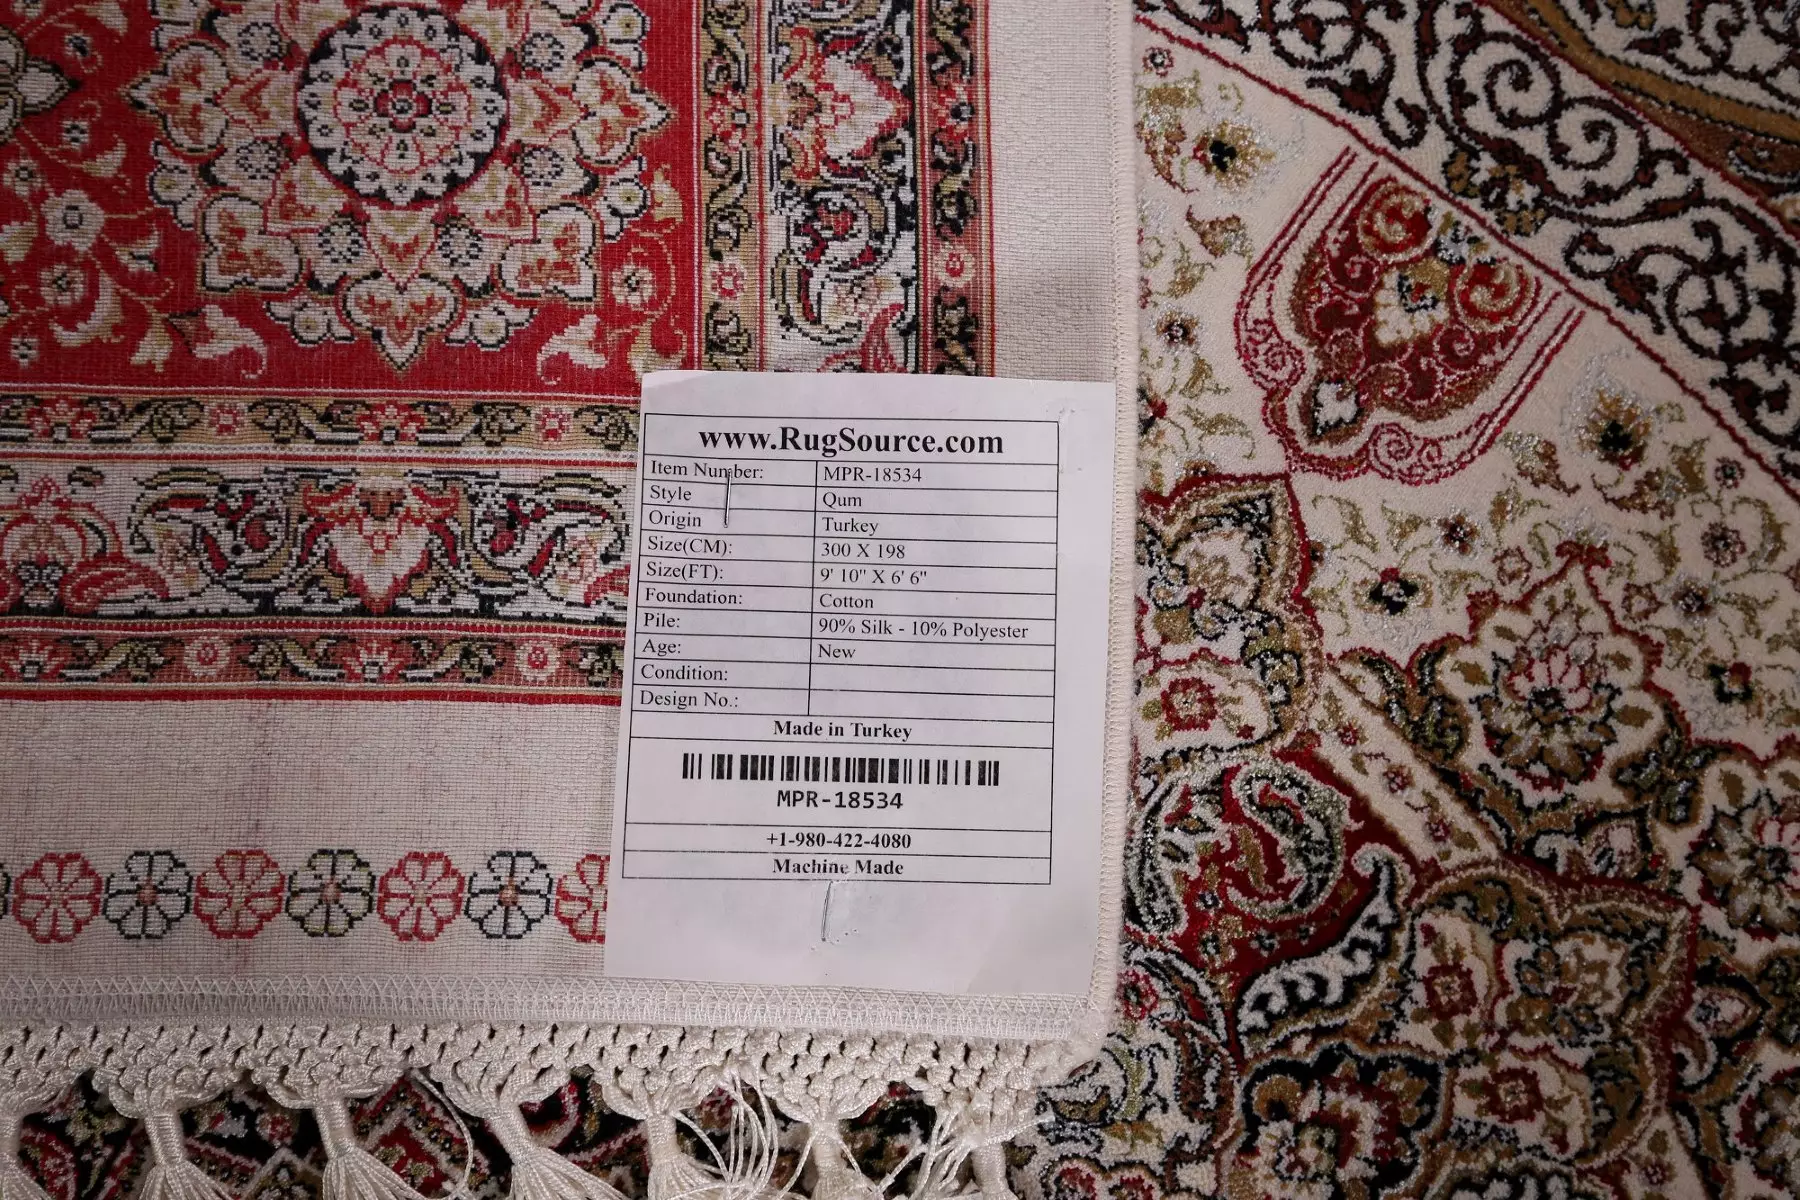 www.RugSource.com
Item Number: MPR-18534
Style Qum
Origin Turkey
Size(CM): 300 X 198
Size(FT): 9' 10" X 6' 6"
Foundation: Cotton
Pile: 90% Silk - 10% Polyester
Age: New
Condition:
Design No.:
Made in Turkey
MPR-18534
+1-980-422-4080
Machine Made